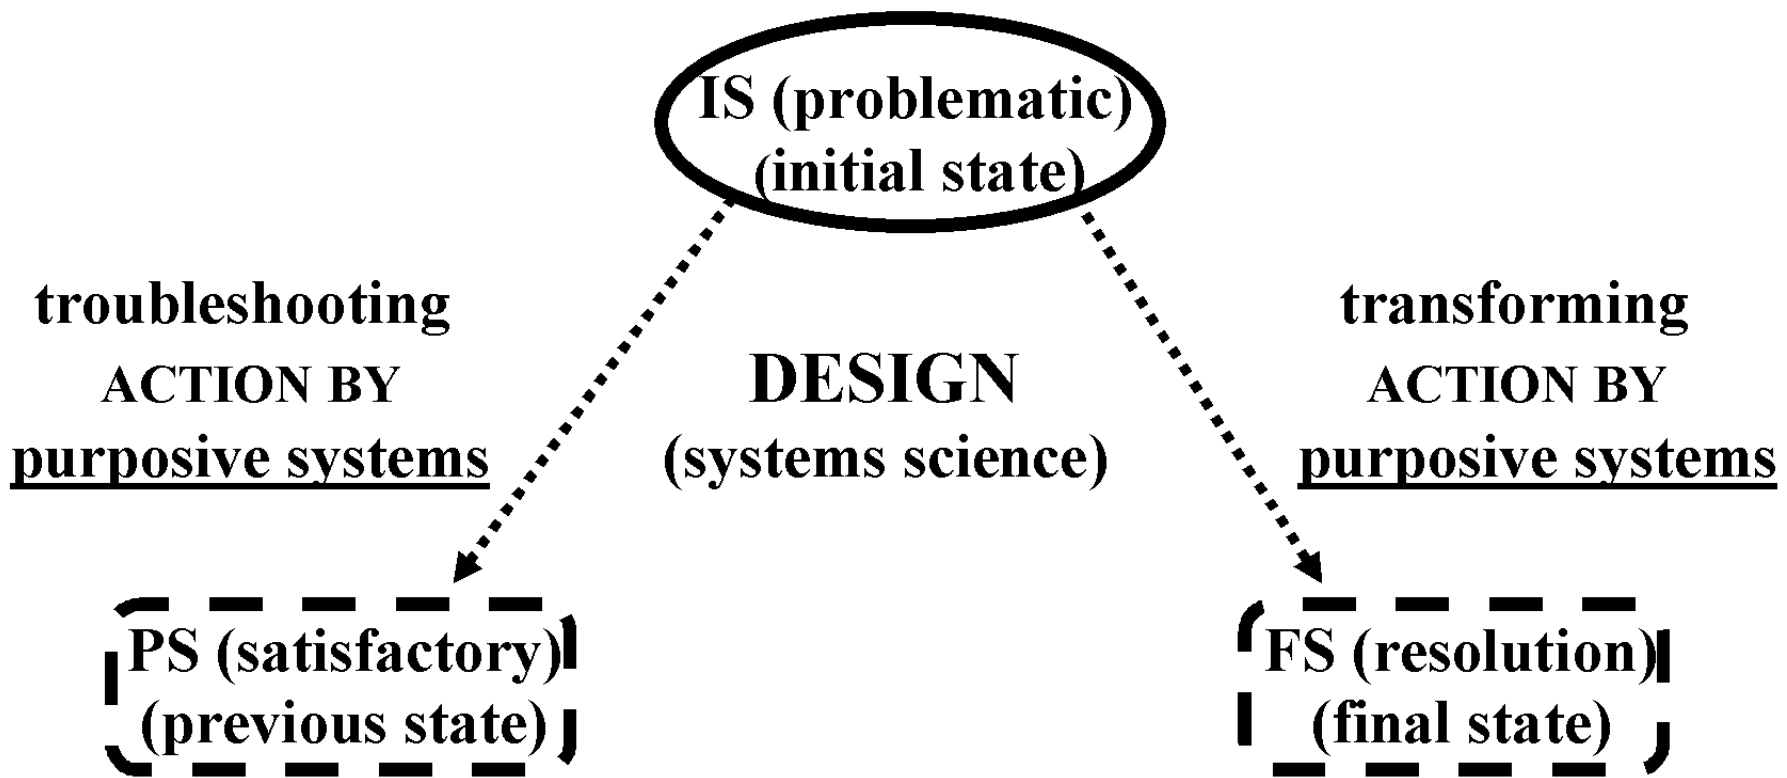 IS (problematic)
(initial state)
troubleshooting
ACTION BY
purposive systems
DESIGN
(systems science)
transforming
ACTION BY
purposive systems
PS (satisfactory)
(previous state)
FS (resolution)
(final state)